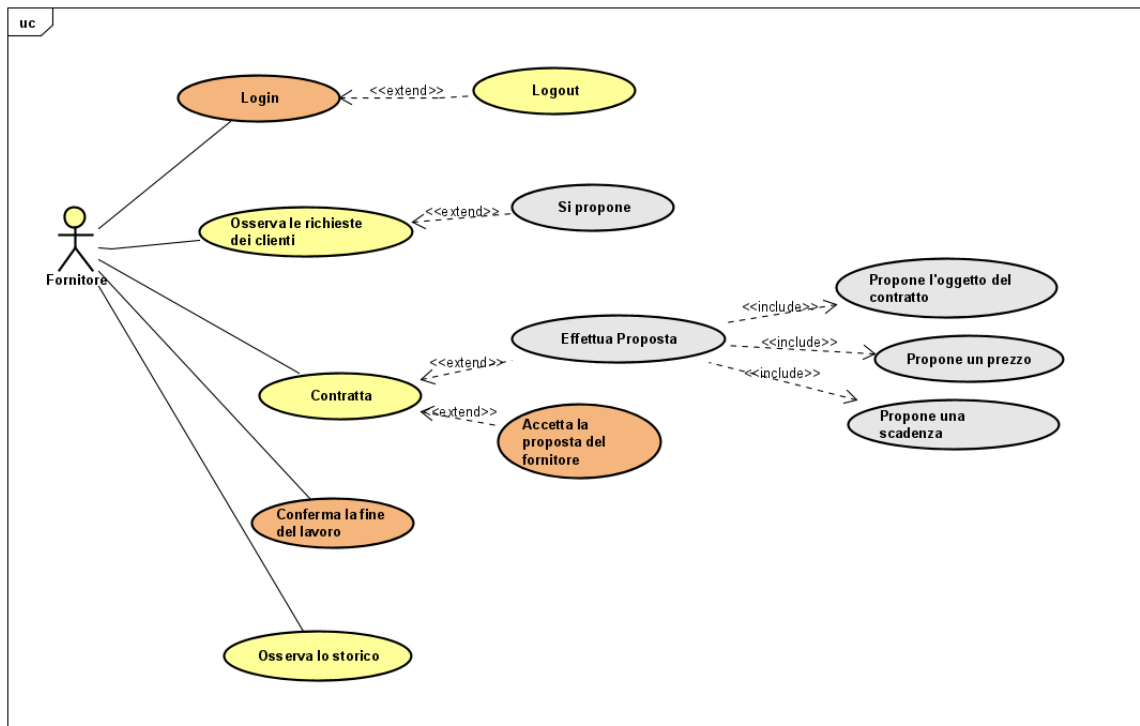 uc
Login
<<extend>>
Logout
Osserva le richieste
dei clienti
<<extend>>
Si propone
Fornitore
Propone l'oggetto del
contratto
<<include>>
Effettua Proposta
<<include>>
Propone un prezzo
<<extend>>
<<include>>
Contratta
<<extend>>
Propone una
scadenza
Accetta la
proposta del
fornitore
Conferma la fine
del lavoro
Osserva lo storico